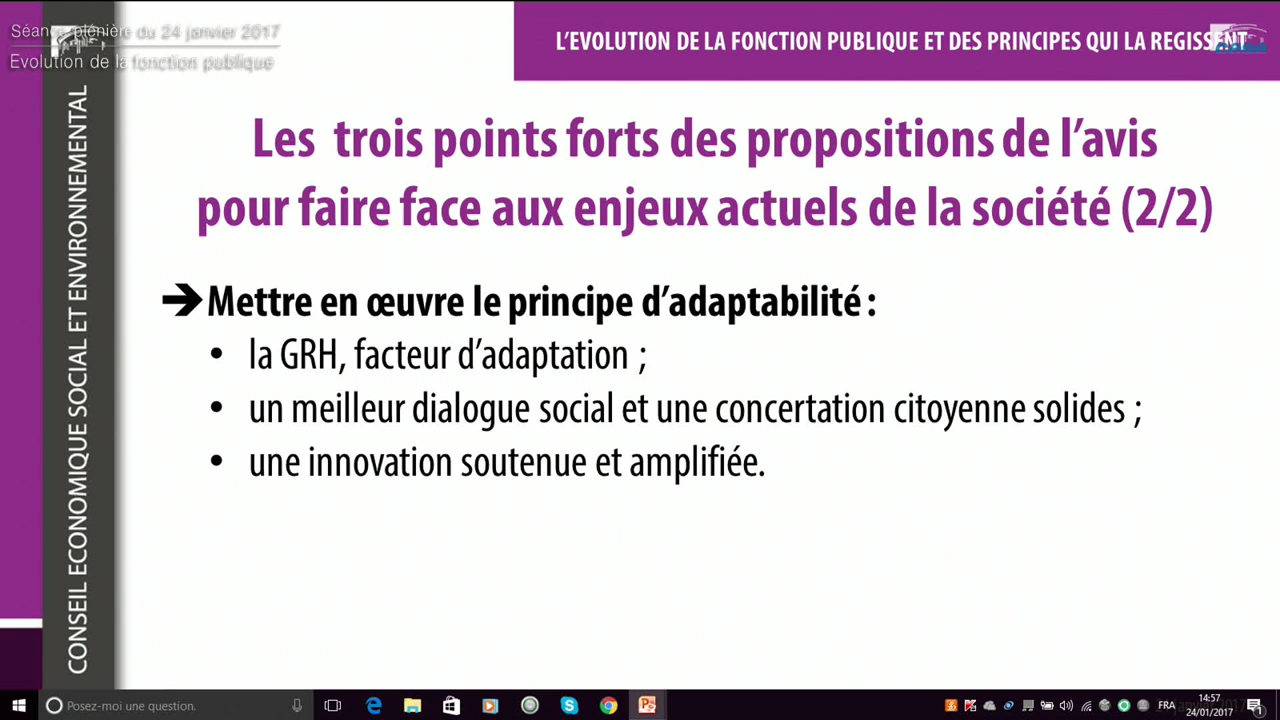 Séance plénière du 24 janvier 2017
Evolution de la fonction publique
L'EVOLUTION DE LA FONCTION PUBLIQUE ET DES PRINCIPES QUI LA REGISSENT
CONSEIL ECONOMIQUE SOCIAL ET ENVIRONNEMENTAL
Les trois points forts des propositions de l'avis
pour faire face aux enjeux actuels de la société (2/2)
➔Mettre en œuvre le principe d'adaptabilité :
• la GRH, facteur d'adaptation ;
• un meilleur dialogue social et une concertation citoyenne solides ;
• une innovation soutenue et amplifiée.
Posez-moi une question.
FRA
14:57
24/01/2017